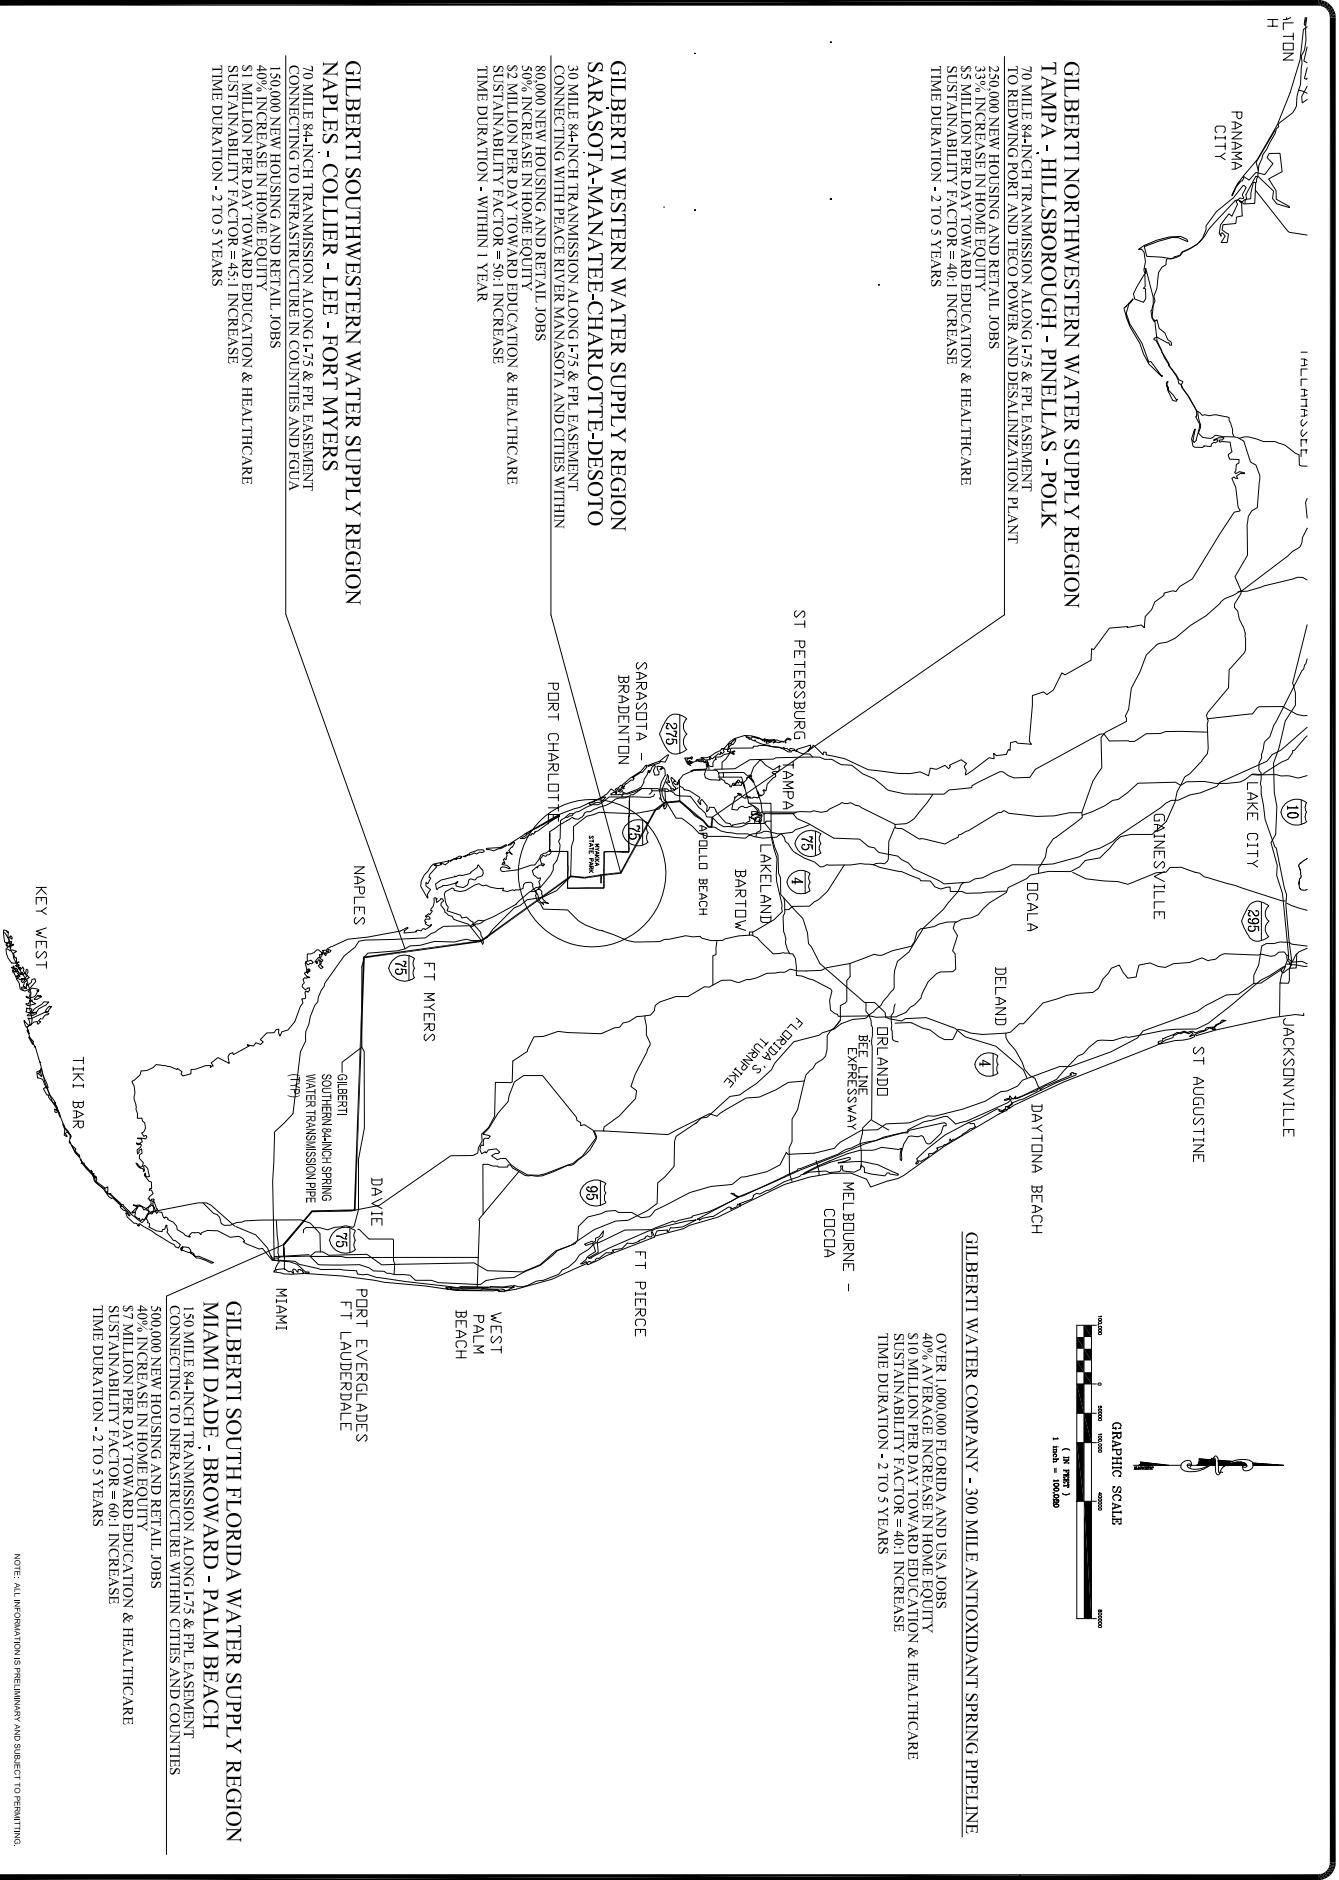 GILBERTI NORTHWESTERN WATER SUPPLY REGION
TAMPA - HILLSBOROUGH - PINELLAS - POLK
70 MILE 84-INCH TRANMISSION ALONG I-75 & FPL EASEMENT
TO REDWING PORT AND TECO POWER AND DESALINIZATION PLANT
250,000 NEW HOUSING AND RETAIL JOBS
33% INCREASE IN HOME EQUITY
$5 MILLION PER DAY TOWARD EDUCATION & HEALTHCARE
SUSTAINABILITY FACTOR = 40:1 INCREASE
TIME DURATION - 2 TO 5 YEARS
GILBERTI WESTERN WATER SUPPLY REGION
SARASOTA-MANATEE-CHARLOTTE-DESOTO
30 MILE 84-INCH TRANMISSION ALONG I-75 & FPL EASEMENT
CONNECTING WITH PEACE RIVER MANASOTA AND CITIES WITHIN
80,000 NEW HOUSING AND RETAIL JOBS
50% INCREASE IN HOME EQUITY
$2 MILLION PER DAY TOWARD EDUCATION & HEALTHCARE
SUSTAINABILITY FACTOR = 50:1 INCREASE
TIME DURATION - WITHIN 1 YEAR
GILBERTI SOUTHWESTERN WATER SUPPLY REGION
NAPLES - COLLIER - LEE - FORT MYERS
70 MILE 84-INCH TRANMISSION ALONG I-75 & FPL EASEMENT
CONNECTING TO INFRASTRUCTURE IN COUNTIES AND FGUA
150,000 NEW HOUSING AND RETAIL JOBS
40% INCREASE IN HOME EQUITY
$1 MILLION PER DAY TOWARD EDUCATION & HEALTHCARE
SUSTAINABILITY FACTOR = 45:1 INCREASE
TIME DURATION - 2 TO 5 YEARS
PANAMA
CITY
LAKE CITY
10
295
JACKSONVILLE
ST AUGUSTINE
GAINESVILLE
OCALA
DELAND
4
DAYTONA BEACH
ST PETERSBURG
TAMPA
75
4
LAKELAND
BARTOW
APOLLO BEACH
ORLANDO
BEE LINE
EXPRESSWAY
MELBOURNE -
COCOA
FLORIDA'S
TURNPIKE
275
SARASOTA -
BRADENTON
75
MYAKKA
STATE PARK
PORT CHARLOTTE
95
FT PIERCE
WEST
PALM
BEACH
FT MYERS
75
NAPLES
GILBERTI
SOUTHERN 84-INCH SPRING
WATER TRANSMISSION PIPE
(TYP)
DAVIE
75
PORT EVERGLADES
FT LAUDERDALE
MIAMI
TIKI BAR
KEY WEST
GRAPHIC SCALE
( IN FEET )
GILBERTI WATER COMPANY - 300 MILE ANTIOXIDANT SPRING PIPELINE
OVER 1,000,000 FLORIDA AND USA JOBS
40% AVERAGE INCREASE IN HOME EQUITY
$10 MILLION PER DAY TOWARD EDUCATION & HEALTHCARE
SUSTAINABILITY FACTOR = 40:1 INCREASE
TIME DURATION - 2 TO 5 YEARS
GILBERTI SOUTH FLORIDA WATER SUPPLY REGION
MIAMI DADE - BROWARD - PALM BEACH
150 MILE 84-INCH TRANMISSION ALONG I-75 & FPL EASEMENT
CONNECTING TO INFRASTRUCTURE WITHIN CITIES AND COUNTIES
500,000 NEW HOUSING AND RETAIL JOBS
40% INCREASE IN HOME EQUITY
$7 MILLION PER DAY TOWARD EDUCATION & HEALTHCARE
SUSTAINABILITY FACTOR = 60:1 INCREASE
TIME DURATION - 2 TO 5 YEARS
NOTE: ALL INFORMATION IS PRELIMINARY AND SUBJECT TO PERMITTING.